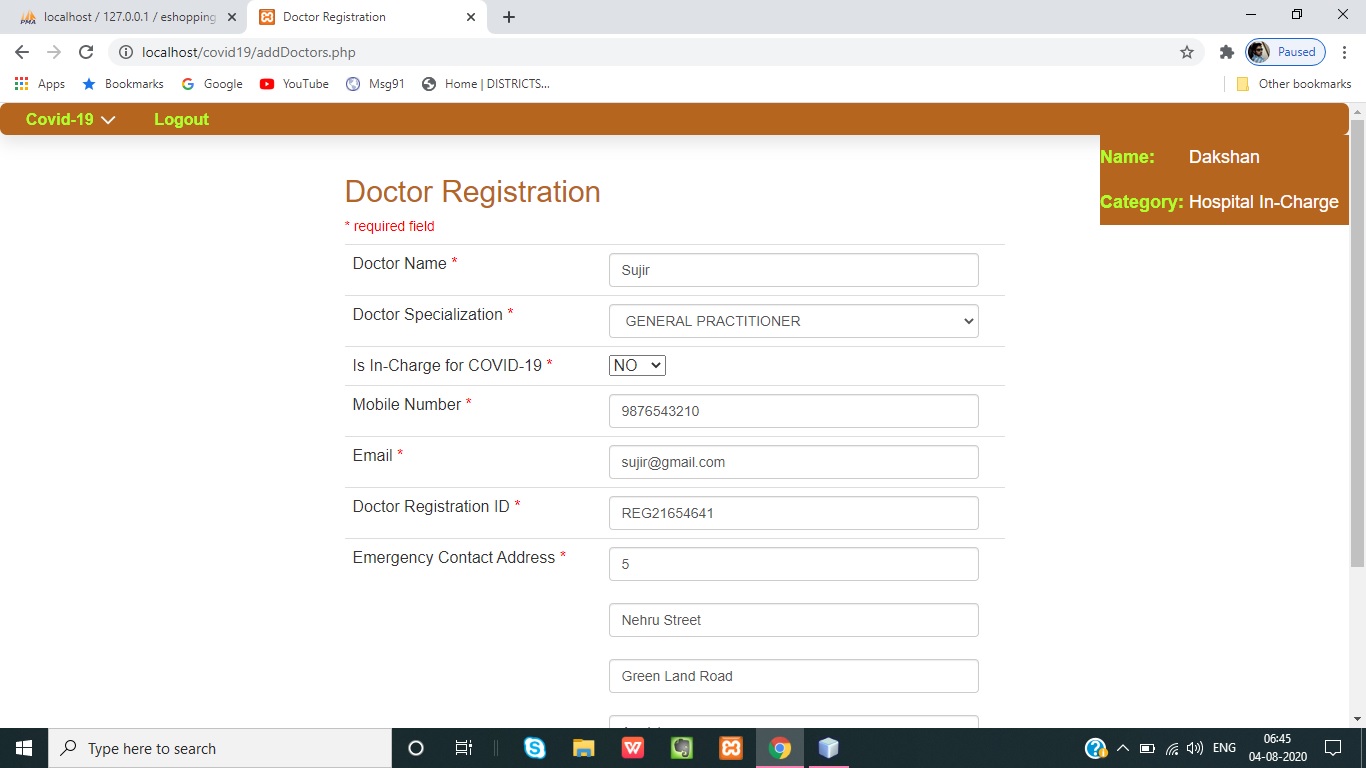 localhost / 127.0.0.1 / eshopping
Doctor Registration
localhost/covid19/addDoctors.php
Paused
Apps
Bookmarks
Google
YouTube
Msg91
Home | DISTRICTS...
Other bookmarks
Covid-19
Logout
Name: Dakshan
Category: Hospital In-Charge
Doctor Registration
* required field
Doctor Name *
Sujir
Doctor Specialization *
GENERAL PRACTITIONER
Is In-Charge for COVID-19 *
NO
Mobile Number *
9876543210
Email *
sujir@gmail.com
Doctor Registration ID *
REG21654641
Emergency Contact Address *
5
Nehru Street
Green Land Road
Type here to search
ENG
06:45
04-08-2020